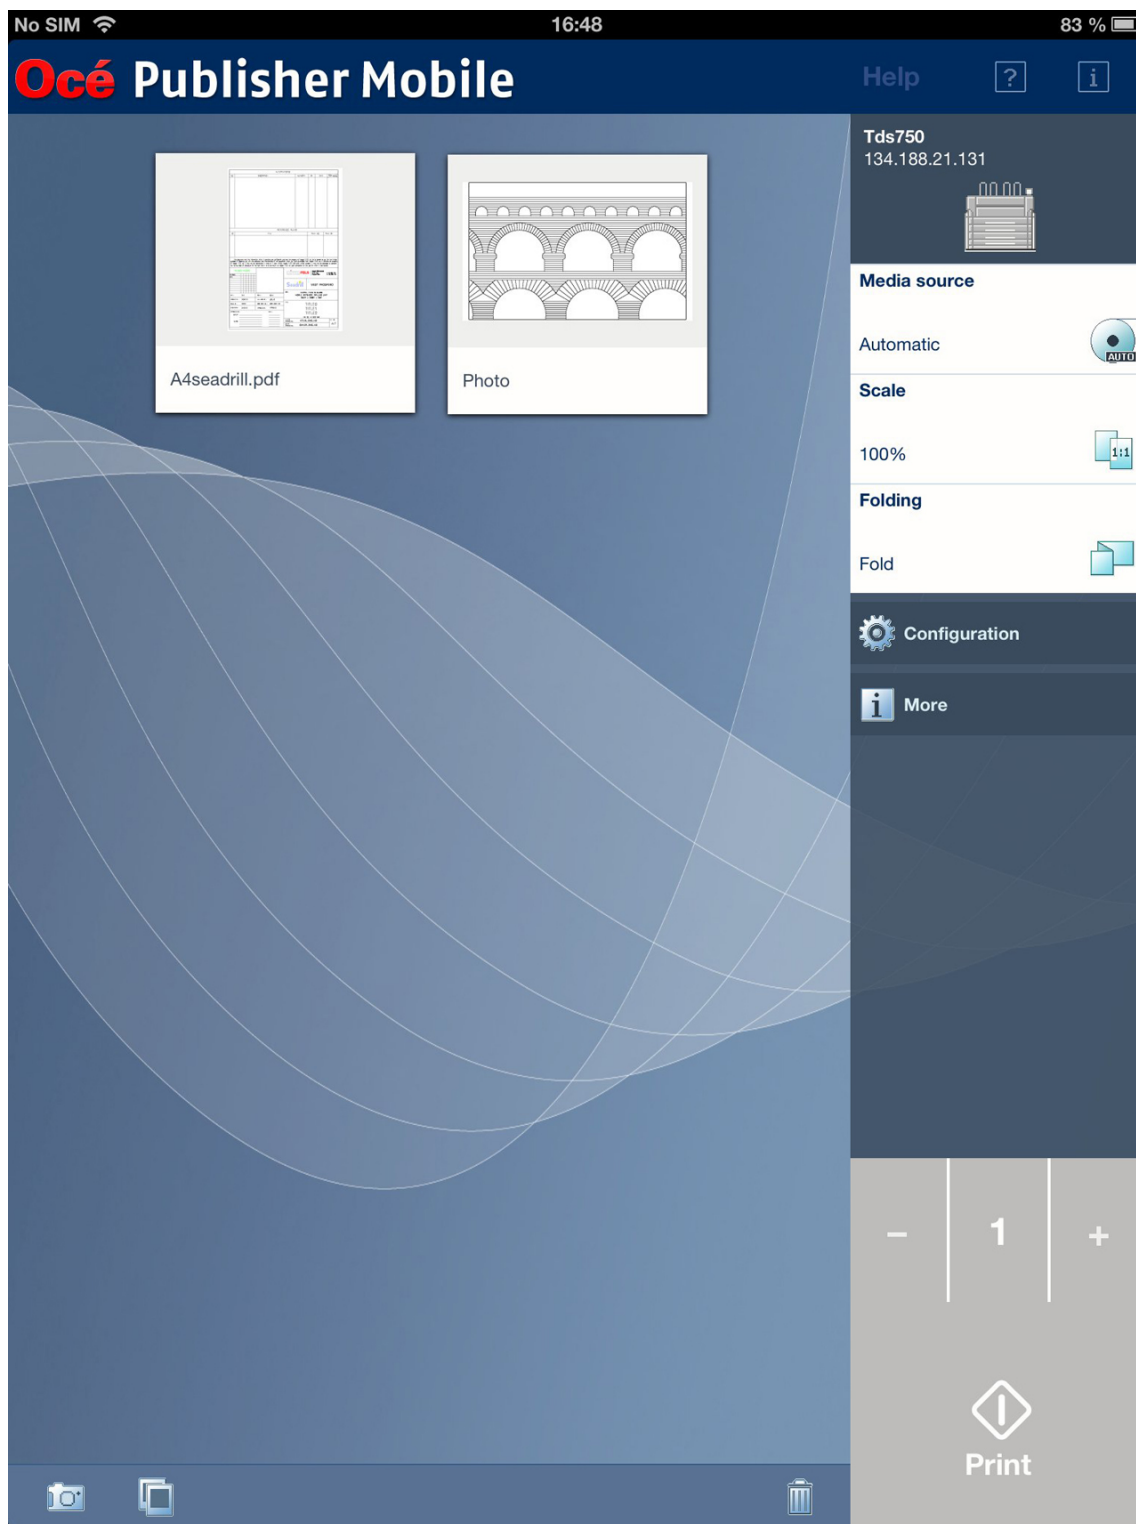 No SIM 16:48 83 %
Océ Publisher Mobile Help ? i
Tds750
134.188.21.131
Media source
Automatic
AUTO
Scale
100%
1:1
Folding
Fold
Configuration
i More
A4seadrill.pdf
Photo
− 1 +
Print